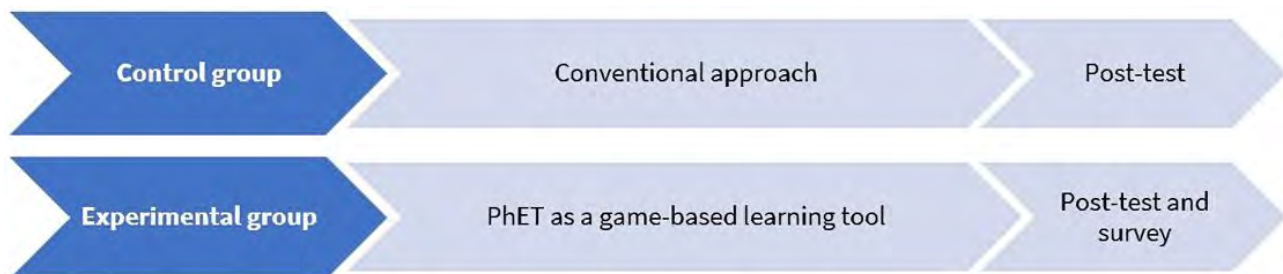 Control group
Conventional approach
Post-test
Experimental group
PhET as a game-based learning tool
Post-test and
survey